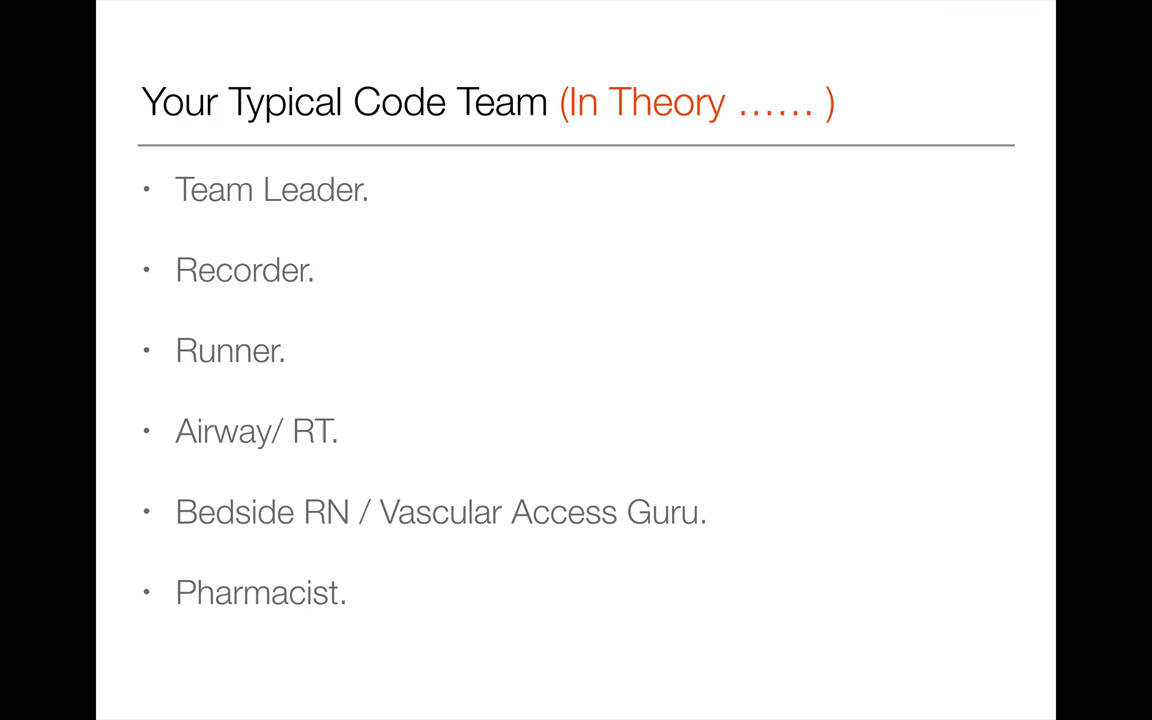 Your Typical Code Team (In Theory ...... )
• Team Leader.
• Recorder.
• Runner.
• Airway/ RT.
• Bedside RN / Vascular Access Guru.
• Pharmacist.